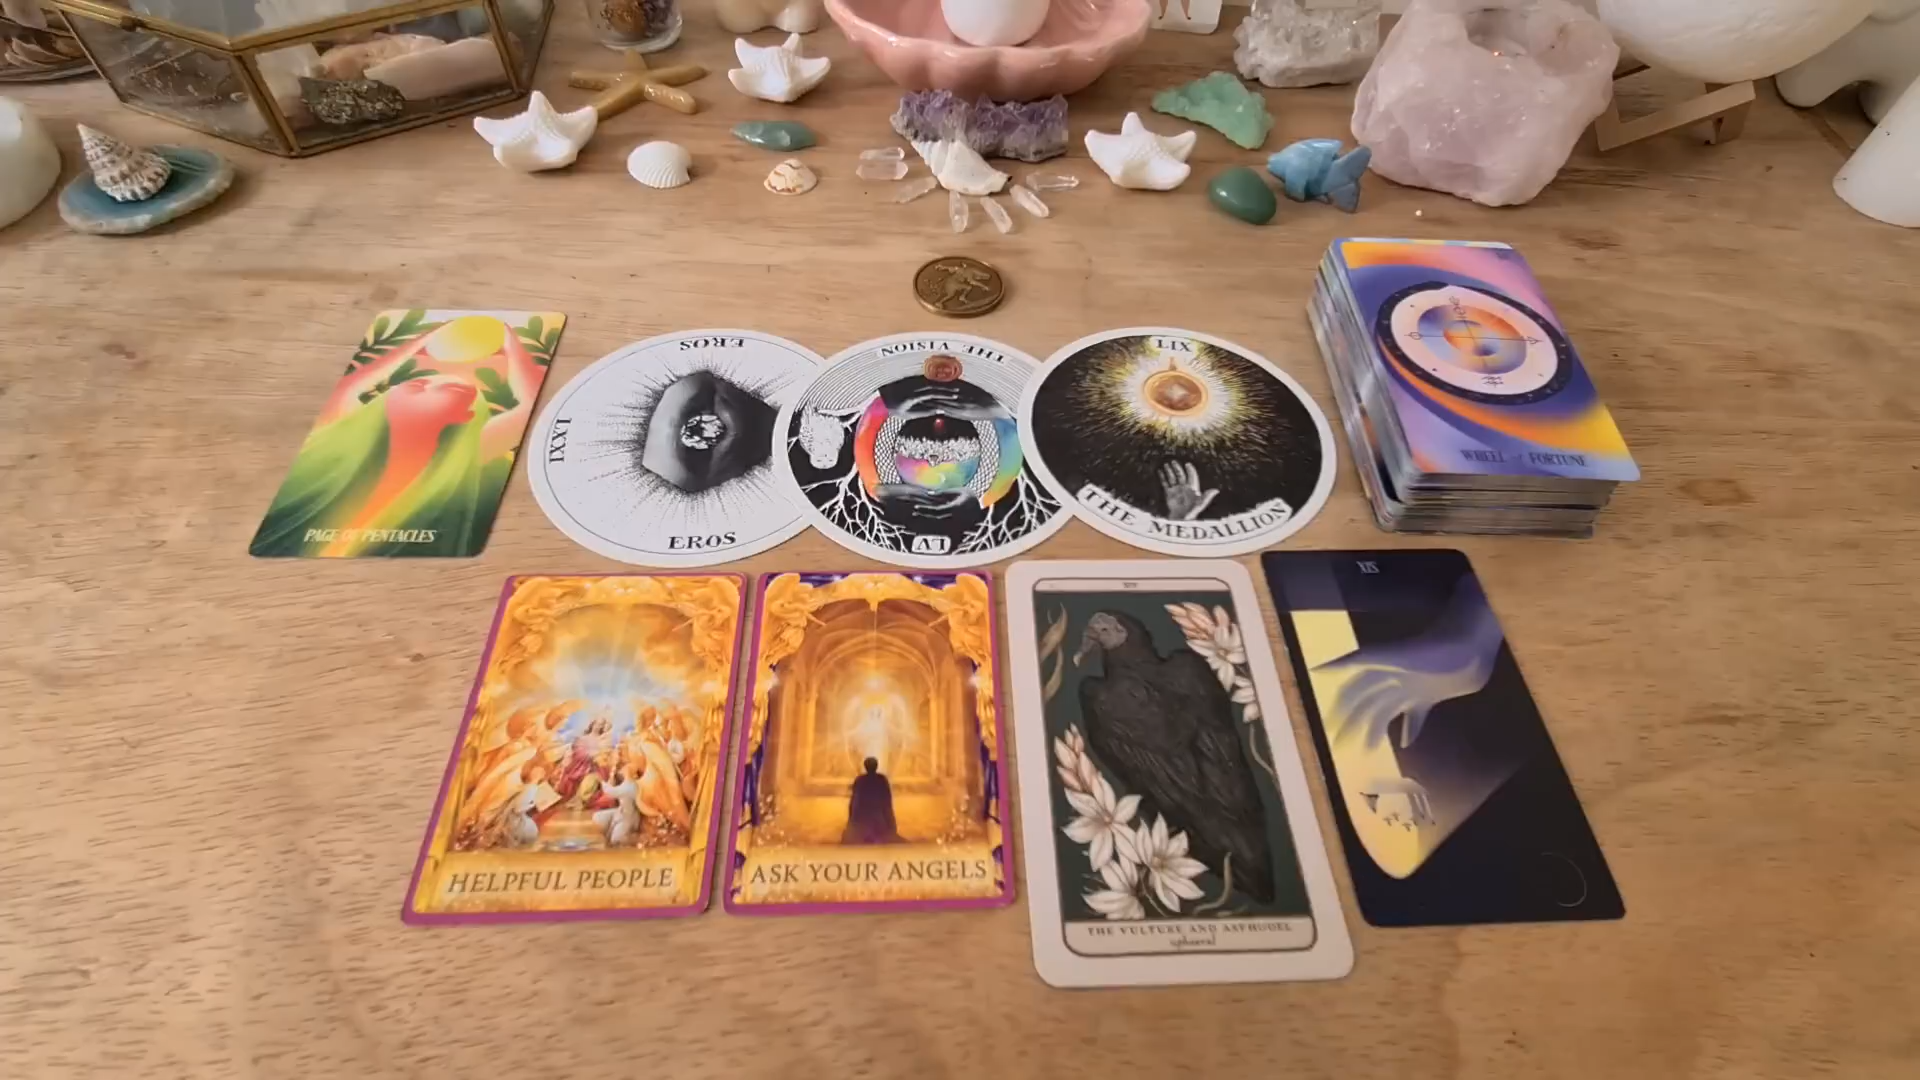 PAGE OF PENTACLES
EROS
LXXI
EROS
THE VISION
LV
LIX
THE MEDALLION
WHEEL of FORTUNE
HELPFUL PEOPLE
ASK YOUR ANGELS
THE VULTURE AND ASPHODEL
upheaval